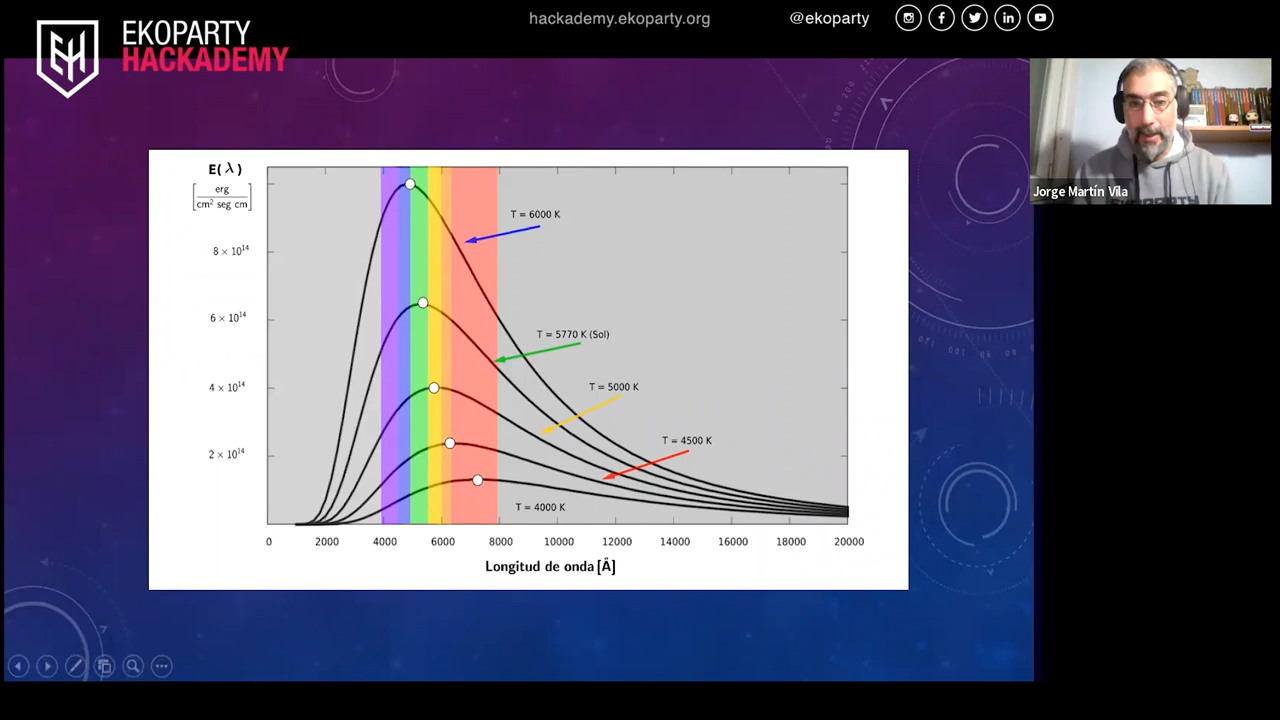 EKOPARTY
HACKADEMY
hackademy.ekoparty.org
@ekoparty
Jorge Martín Vila
E(λ)
[erg / cm² seg cm]
8 × 10¹⁴
6 × 10¹⁴
4 × 10¹⁴
2 × 10¹⁴
T = 6000 K
T = 5770 K (Sol)
T = 5000 K
T = 4500 K
T = 4000 K
0 2000 4000 6000 8000 10000 12000 14000 16000 18000 20000
Longitud de onda [Å]